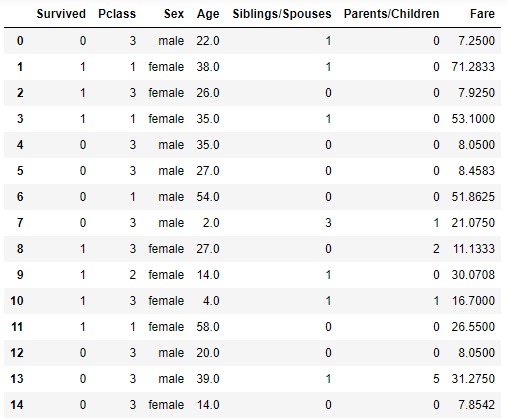 Survived Pclass Sex Age Siblings/Spouses Parents/Children Fare
0 0 3 male 22.0 1 0 7.2500
1 1 1 female 38.0 1 0 71.2833
2 1 3 female 26.0 0 0 7.9250
3 1 1 female 35.0 1 0 53.1000
4 0 3 male 35.0 0 0 8.0500
5 0 3 male 27.0 0 0 8.4583
6 0 1 male 54.0 0 0 51.8625
7 0 3 male 2.0 3 1 21.0750
8 1 3 female 27.0 0 2 11.1333
9 1 2 female 14.0 1 0 30.0708
10 1 3 female 4.0 1 1 16.7000
11 1 1 female 58.0 0 0 26.5500
12 0 3 male 20.0 0 0 8.0500
13 0 3 male 39.0 1 5 31.2750
14 0 3 female 14.0 0 0 7.8542